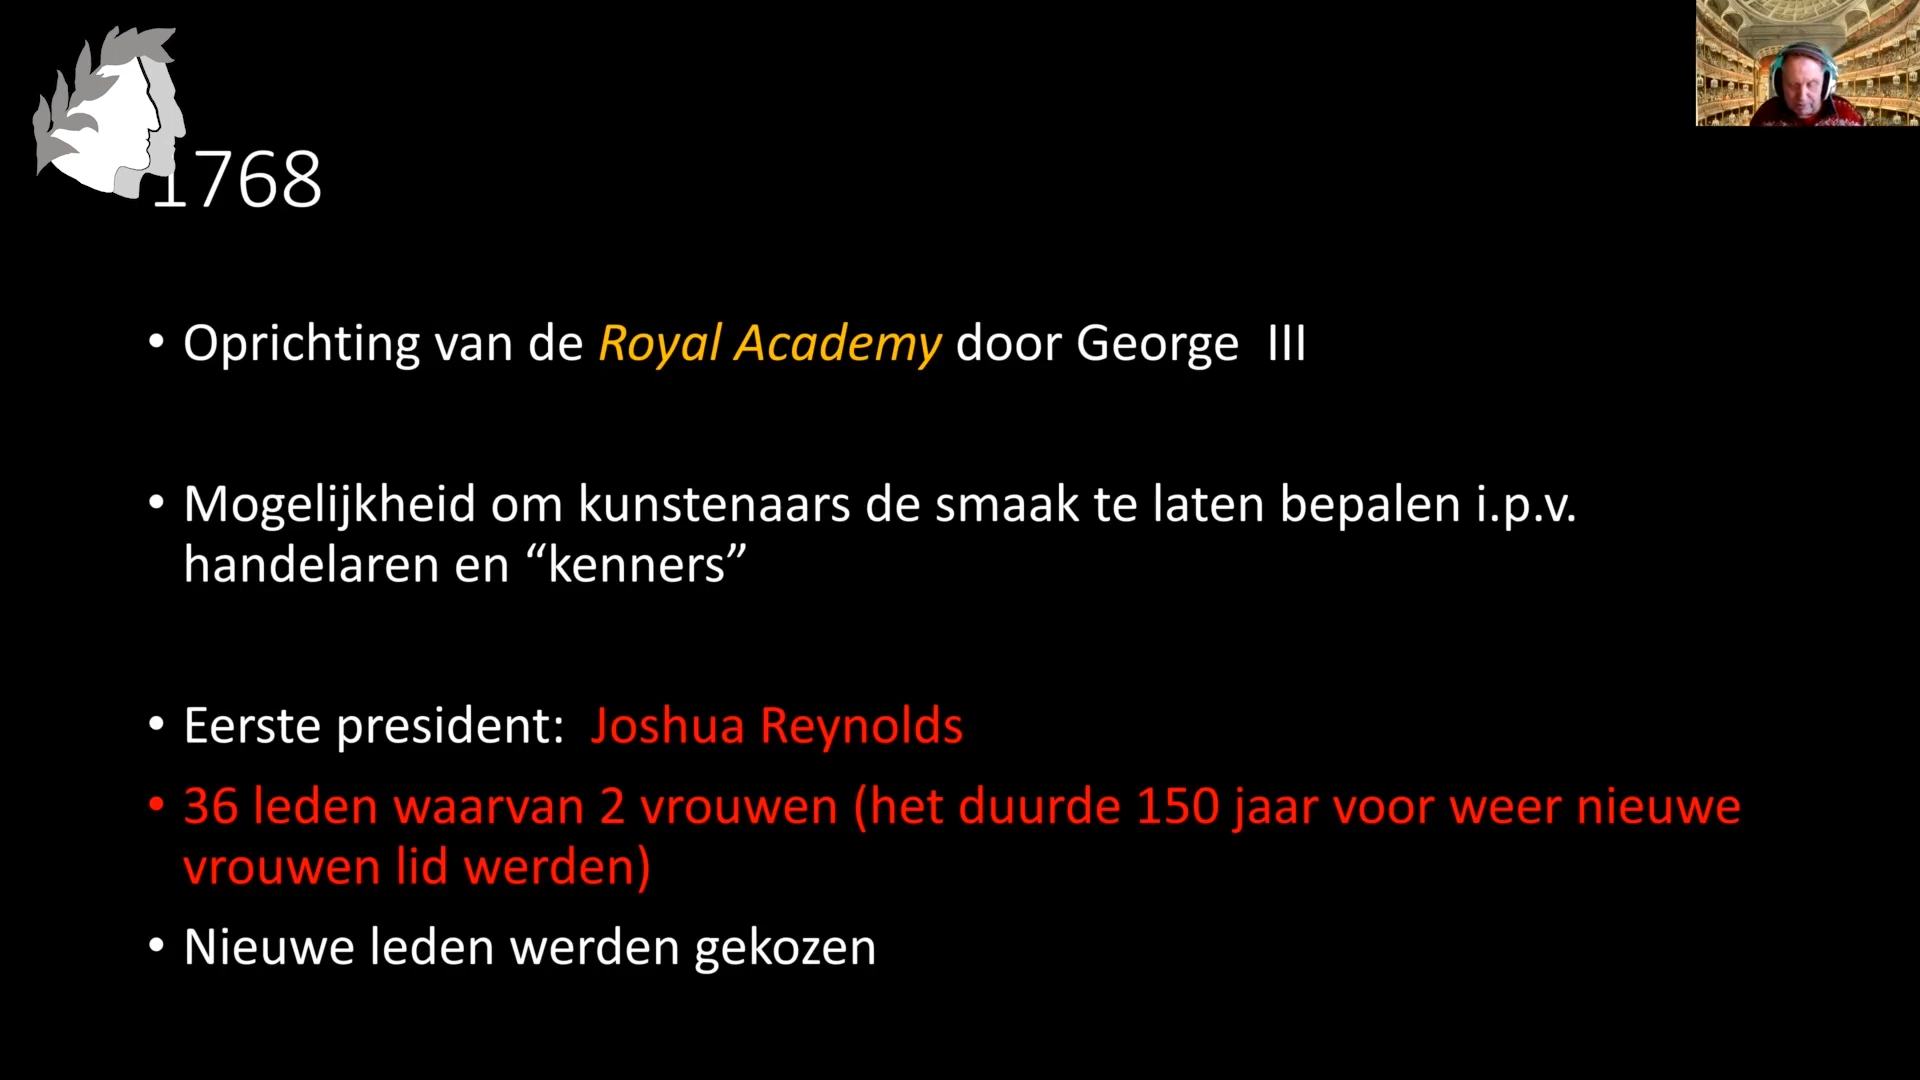 1768
• Oprichting van de Royal Academy door George III
• Mogelijkheid om kunstenaars de smaak te laten bepalen i.p.v.
handelaren en “kenners”
• Eerste president: Joshua Reynolds
• 36 leden waarvan 2 vrouwen (het duurde 150 jaar voor weer nieuwe
vrouwen lid werden)
• Nieuwe leden werden gekozen